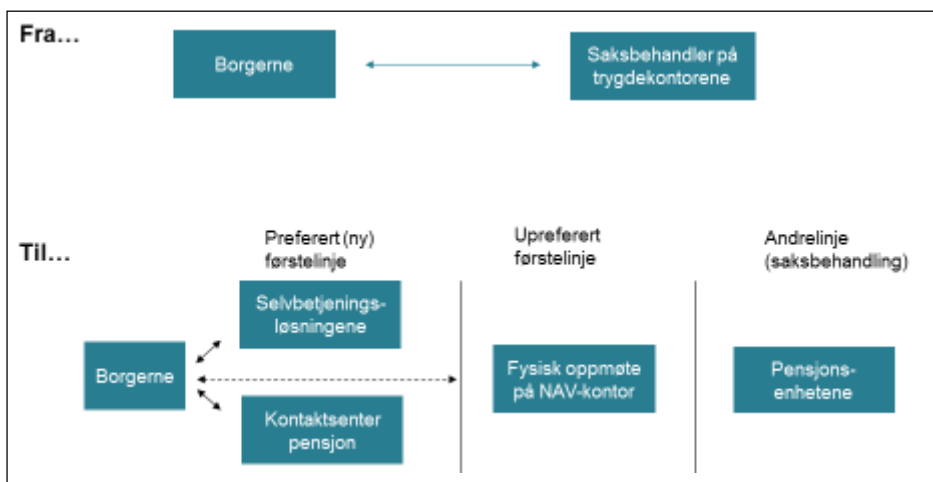 Fra...
Borgerne
Saksbehandler på
trygdekontorene
Til...
Preferert (ny)
førstelinje
Upreferert
førstelinje
Andrelinje
(saksbehandling)
Selvbetjenings-
løsningene
Borgerne
Fysisk oppmøte
på NAV-kontor
Pensjons-
enhetene
Kontaktsenter
pensjon